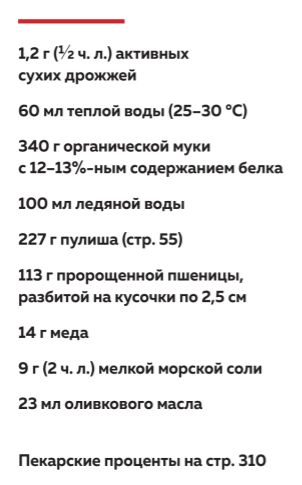 1,2 г (½ ч. л.) активных
сухих дрожжей
60 мл теплой воды (25–30 °С)
340 г органической муки
с 12–13%-ным содержанием белка
100 мл ледяной воды
227 г пулиша (стр. 55)
113 г пророщенной пшеницы,
разбитой на кусочки по 2,5 см
14 г меда
9 г (2 ч. л.) мелкой морской соли
23 мл оливкового масла
Пекарские проценты на стр. 310